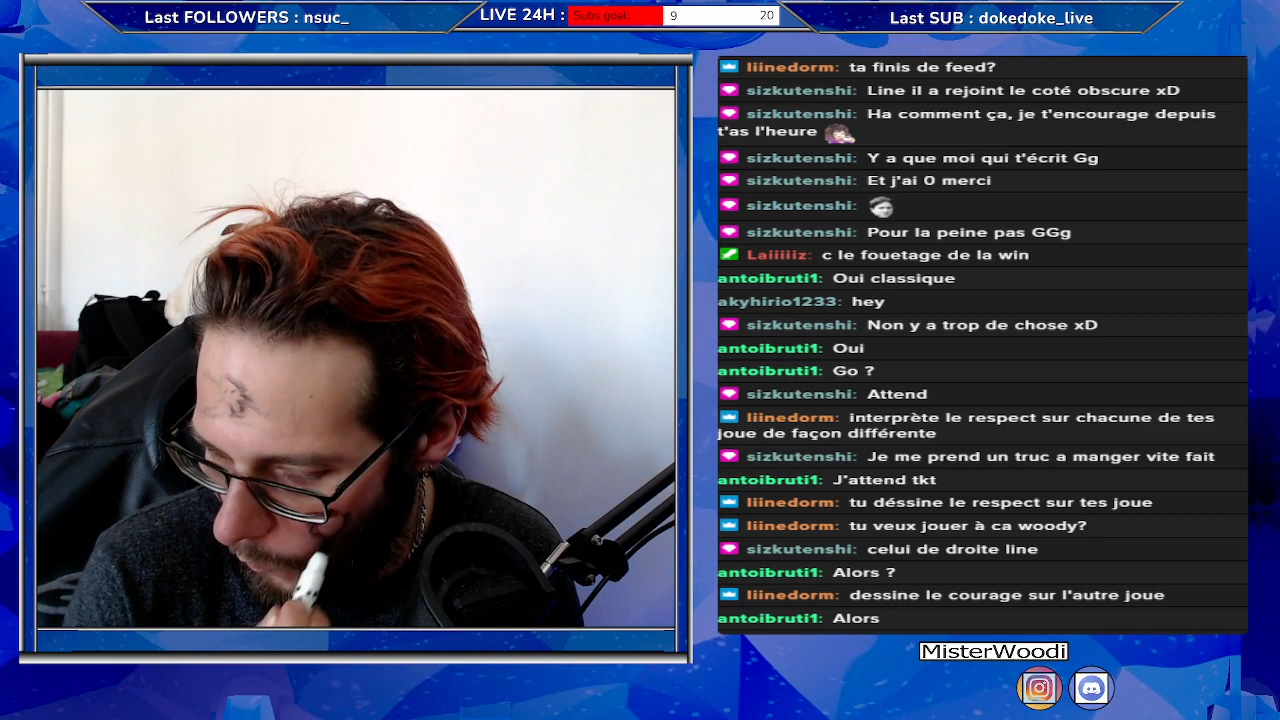 Last FOLLOWERS : nsuc_
LIVE 24H :
Subs goal:
9
20
Last SUB : dokedoke_live
liinedorm: ta finis de feed?
sizkutenshi: Line il a rejoint le coté obscure xD
sizkutenshi: Ha comment ça, je t'encourage depuis
t'as l'heure
sizkutenshi: Y a que moi qui t'écrit Gg
sizkutenshi: Et j'ai 0 merci
sizkutenshi:
sizkutenshi: Pour la peine pas GGg
Laiiiiiz: c le fouetage de la win
antoibruti1: Oui classique
akyhirio1233: hey
sizkutenshi: Non y a trop de chose xD
antoibruti1: Oui
antoibruti1: Go ?
sizkutenshi: Attend
liinedorm: interprète le respect sur chacune de tes
joue de façon différente
sizkutenshi: Je me prend un truc a manger vite fait
antoibruti1: J'attend tkt
liinedorm: tu déssine le respect sur tes joue
liinedorm: tu veux jouer à ca woody?
sizkutenshi: celui de droite line
antoibruti1: Alors ?
liinedorm: dessine le courage sur l'autre joue
antoibruti1: Alors
MisterWoodi